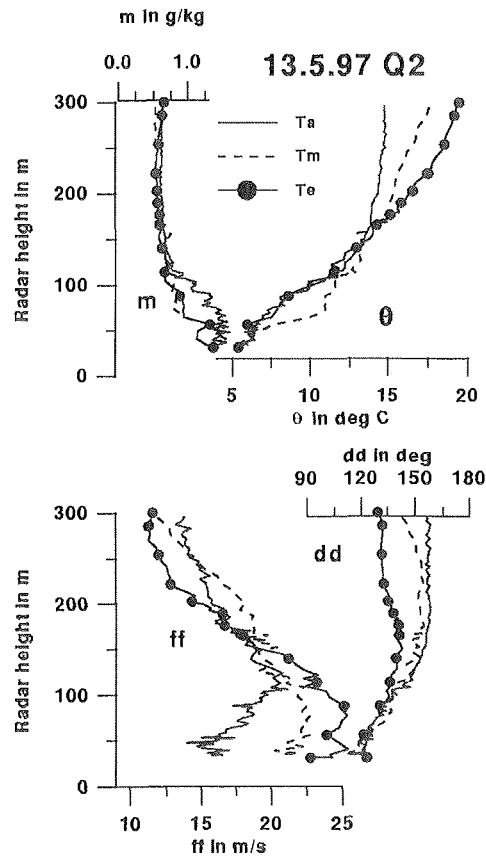 m in g/kg
0.0 1.0
13.5.97 Q2
300
200
100
0
Radar height in m
Ta
Tm
Te
m
θ
5 10 15 20
θ in deg C
dd in deg
90 120 150 180
300
200
100
0
Radar height in m
ff
dd
10 15 20 25
ff in m/s